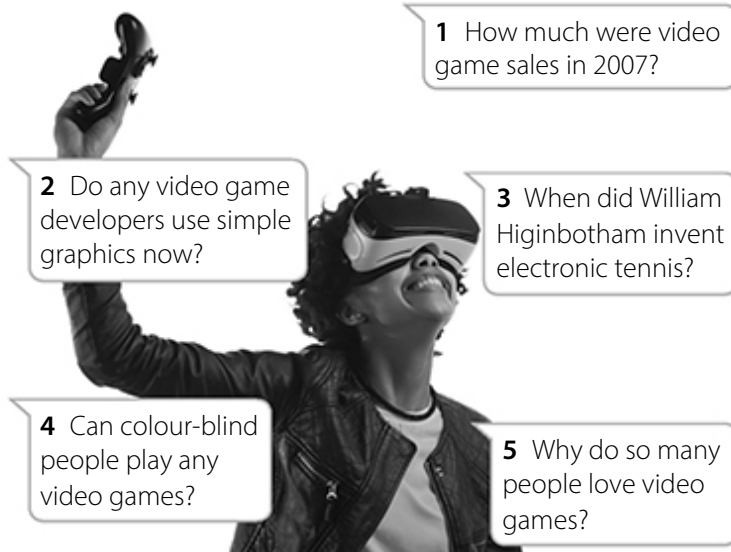 1 How much were video
game sales in 2007?
2 Do any video game
developers use simple
graphics now?
3 When did William
Higinbotham invent
electronic tennis?
4 Can colour-blind
people play any
video games?
5 Why do so many
people love video
games?